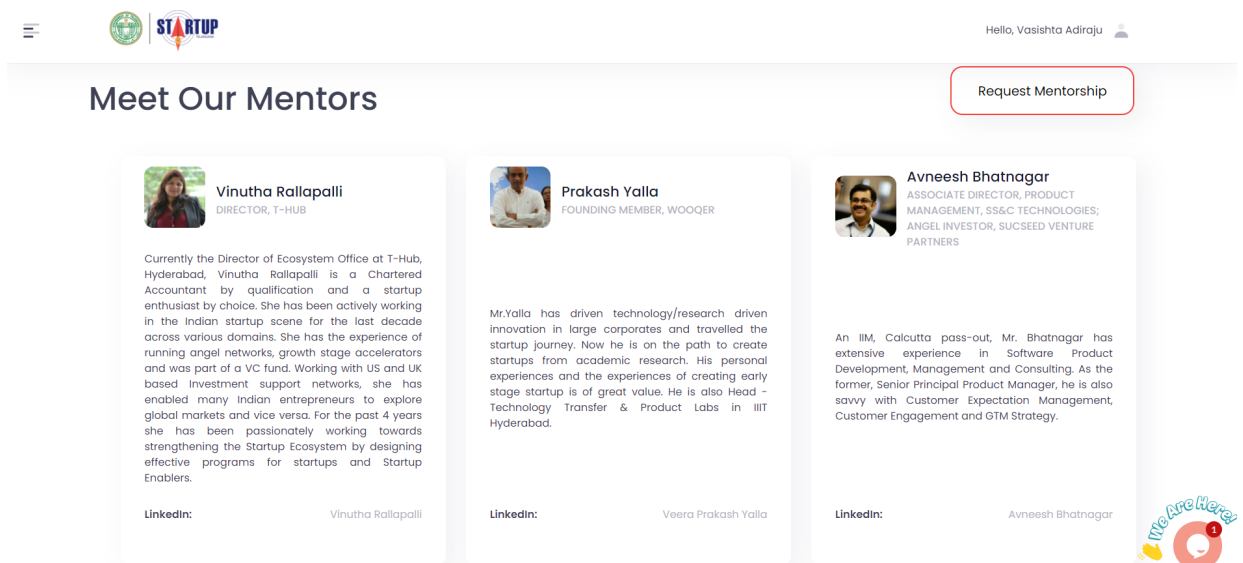 START RTUP
Hello, Vasishta Adiraju
Meet Our Mentors
Request Mentorship
Vinutha Rallapalli
DIRECTOR, T-HUB
Currently the Director of Ecosystem Office at T-Hub,
Hyderabad, Vinutha Rallapalli is a Chartered
Accountant by qualification and a startup
enthusiast by choice. She has been actively working
in the Indian startup scene for the last decade
across various domains. She has the experience of
running angel networks, growth stage accelerators
and was part of a VC fund. Working with US and UK
based Investment support networks, she has
enabled many Indian entrepreneurs to explore
global markets and vice versa. For the past 4 years
she has been passionately working towards
strengthening the Startup Ecosystem by designing
effective programs for startups and Startup
Enablers.
LinkedIn:
Vinutha Rallapalli
Prakash Yalla
FOUNDING MEMBER, WOOQER
Mr.Yalla has driven technology/research driven
innovation in large corporates and travelled the
startup journey. Now he is on the path to create
startups from academic research. His personal
experiences and the experiences of creating early
stage startup is of great value. He is also Head -
Technology Transfer & Product Labs in IIIT
Hyderabad.
LinkedIn:
Veera Prakash Yalla
Avneesh Bhatnagar
ASSOCIATE DIRECTOR, PRODUCT
MANAGEMENT, SS&C TECHNOLOGIES;
ANGEL INVESTOR, SUCSEED VENTURE
PARTNERS
An IIM, Calcutta pass-out, Mr. Bhatnagar has
extensive experience in Software Product
Development, Management and Consulting. As the
former, Senior Principal Product Manager, he is also
savvy with Customer Expectation Management,
Customer Engagement and GTM Strategy.
LinkedIn:
Avneesh Bhatnagar
We Are Here!
1